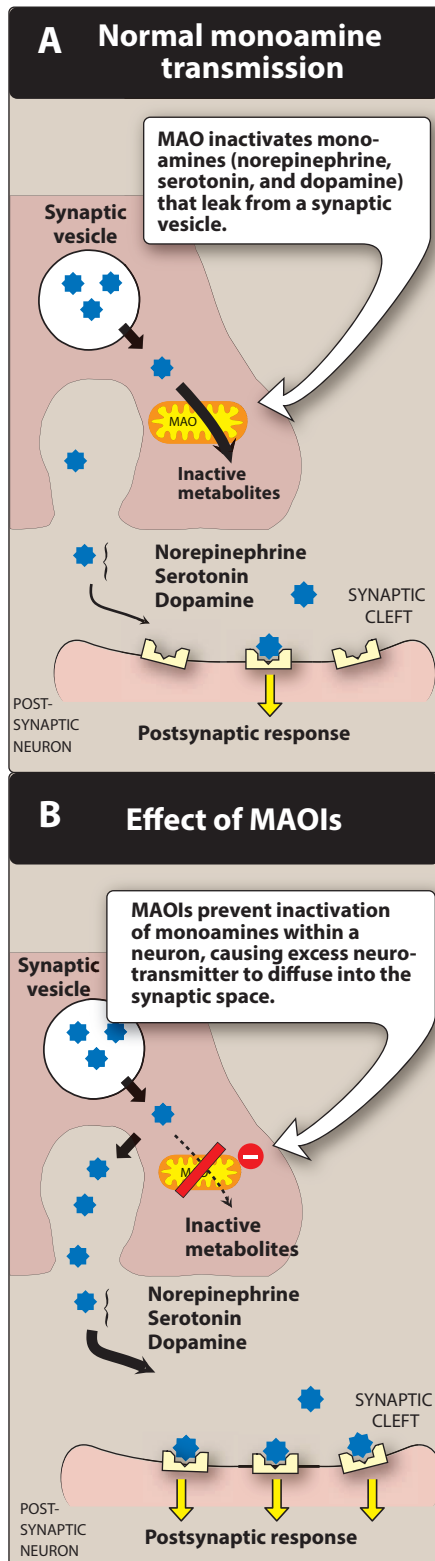 A Normal monoamine
transmission
MAO inactivates mono-
amines (norepinephrine,
serotonin, and dopamine)
that leak from a synaptic
vesicle.
Synaptic
vesicle
MAO
Inactive
metabolites
Norepinephrine
Serotonin
Dopamine
SYNAPTIC
CLEFT
POST-
SYNAPTIC
NEURON
Postsynaptic response
B Effect of MAOIs
MAOIs prevent inactivation
of monoamines within a
neuron, causing excess neuro-
transmitter to diffuse into the
synaptic space.
Synaptic
vesicle
Inactive
metabolites
Norepinephrine
Serotonin
Dopamine
SYNAPTIC
CLEFT
POST-
SYNAPTIC
NEURON
Postsynaptic response